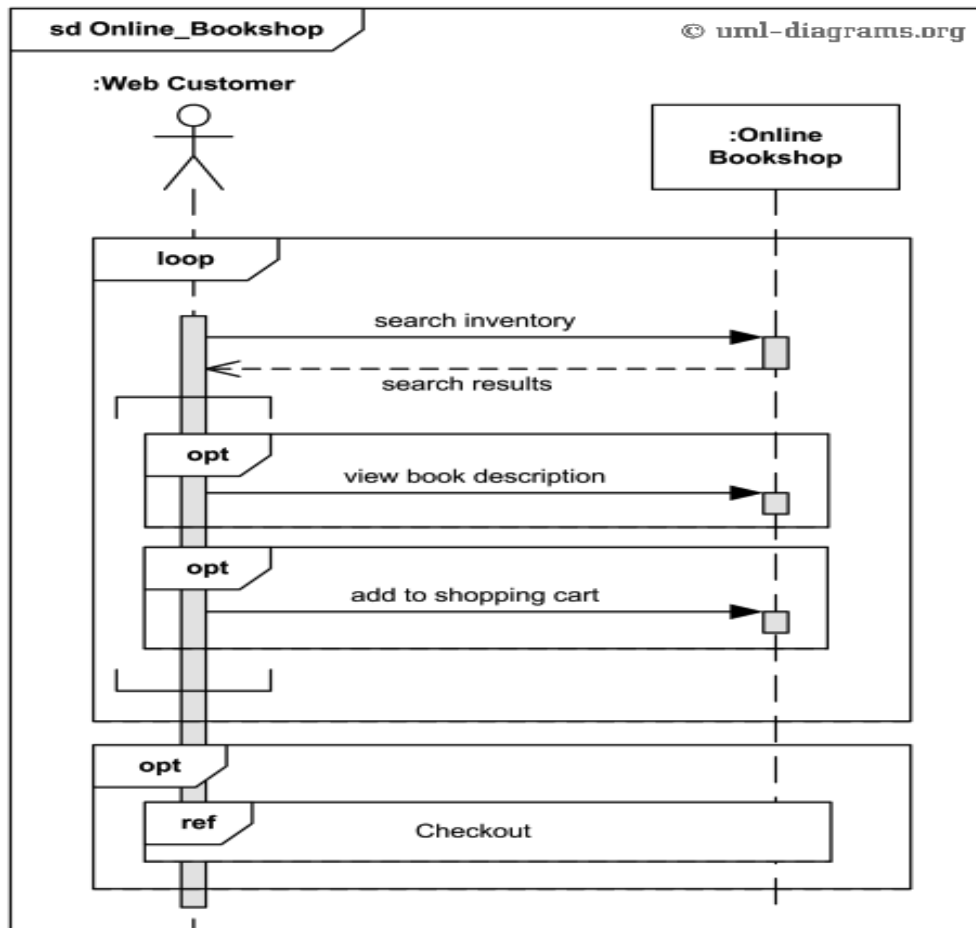 sd Online_Bookshop
© uml-diagrams.org
:Web Customer
:Online
Bookshop
loop
search inventory
search results
opt
view book description
opt
add to shopping cart
opt
ref
Checkout